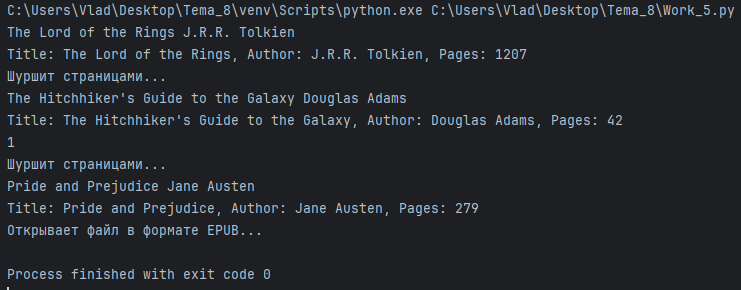 C:\Users\Vlad\Desktop\Tema_8\venv\Scripts\python.exe C:\Users\Vlad\Desktop\Tema_8\Work_5.py
The Lord of the Rings J.R.R. Tolkien
Title: The Lord of the Rings, Author: J.R.R. Tolkien, Pages: 1207
Шуршит страницами...
The Hitchhiker's Guide to the Galaxy Douglas Adams
Title: The Hitchhiker's Guide to the Galaxy, Author: Douglas Adams, Pages: 42
1
Шуршит страницами...
Pride and Prejudice Jane Austen
Title: Pride and Prejudice, Author: Jane Austen, Pages: 279
Открывает файл в формате EPUB...
Process finished with exit code 0